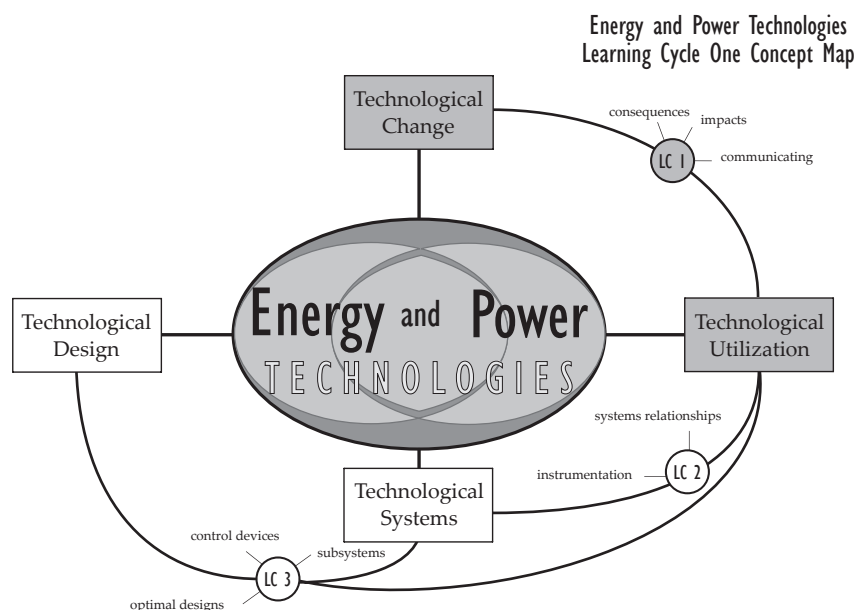 Energy and Power Technologies
Learning Cycle One Concept Map
Technological
Change
consequences
impacts
LC 1
communicating
Technological
Design
Energy and Power
TECHNOLOGIES
Technological
Utilization
systems relationships
instrumentation
LC 2
Technological
Systems
control devices
subsystems
LC 3
optimal designs